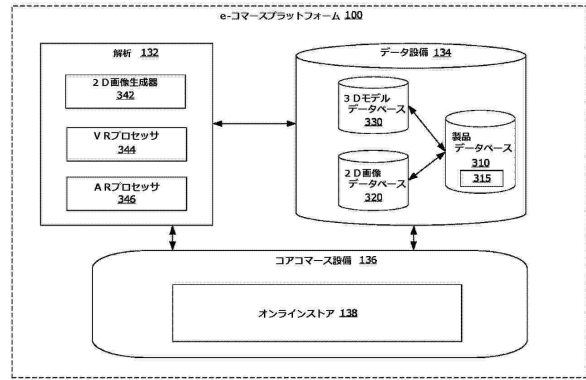 e-コマースプラットフォーム 100
解析 132
2D画像生成器
342
VRプロセッサ
344
ARプロセッサ
346
データ設備 134
3Dモデル
データベース
330
2D画像
データベース
320
製品
データベース
310
315
コアコマース設備 136
オンラインストア 138